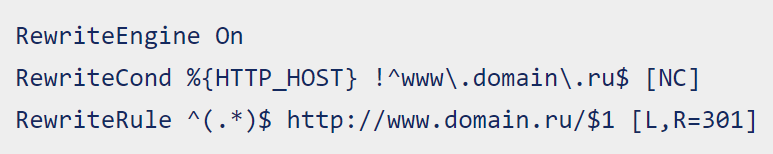 RewriteEngine On
RewriteCond %{HTTP_HOST} !^www\.domain\.ru$ [NC]
RewriteRule ^(.*)$ http://www.domain.ru/$1 [L,R=301]